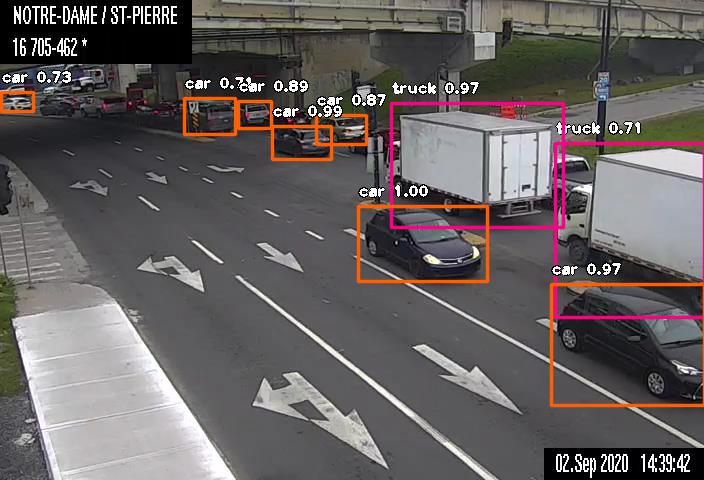 NOTRE-DAME / ST-PIERRE
16 705-462 *
car 0.73
car 0.71
car 0.89
car 0.99
car 0.87
truck 0.97
truck 0.71
car 1.00
car 0.97
02.Sep 2020 14:39:42